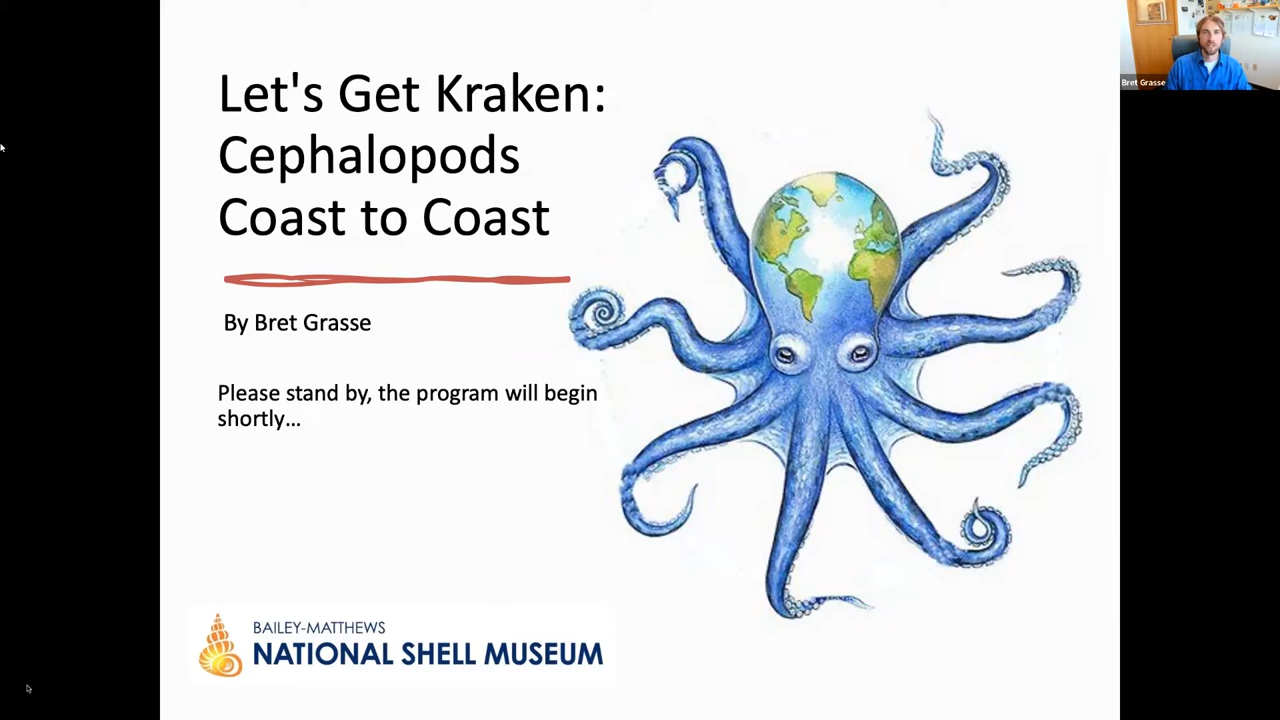 Let's Get Kraken:
Cephalopods
Coast to Coast
By Bret Grasse
Please stand by, the program will begin
shortly...
BAILEY-MATTHEWS
NATIONAL SHELL MUSEUM
Bret Grasse